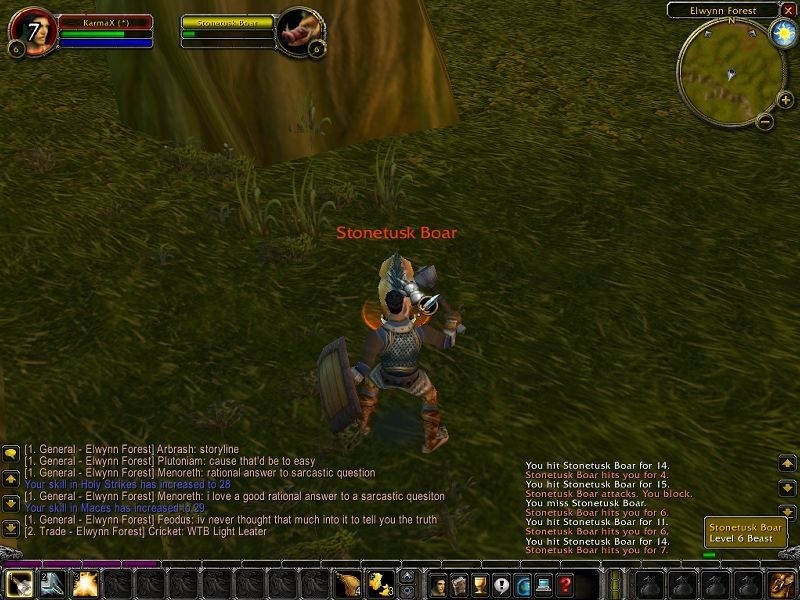 KarmaX (*)
7
6
Stonetusk Boar
6
Elwynn Forest
N
Stonetusk Boar
[1. General - Elwynn Forest] Arbrash: storyline
[1. General - Elwynn Forest] Plutoniam: cause that'd be to easy
[1. General - Elwynn Forest] Menoreth: rational answer to sarcastic question
Your skill in Holy Strikes has increased to 28
[1. General - Elwynn Forest] Menoreth: i love a good rational answer to a sarcastic quesiton
Your skill in Maces has increased to 29.
[1. General - Elwynn Forest] Feodus: iv never thought that much into it to tell you the truth
[2. Trade - Elwynn Forest] Cricket: WTB Light Leater
You hit Stonetusk Boar for 14.
Stonetusk Boar hits you for 4.
You hit Stonetusk Boar for 15.
Stonetusk Boar attacks. You block.
You miss Stonetusk Boar.
Stonetusk Boar hits you for 6.
You hit Stonetusk Boar for 11.
Stonetusk Boar hits you for 6.
You hit Stonetusk Boar for 14.
Stonetusk Boar hits you for 7.
Stonetusk Boar
Level 6 Beast